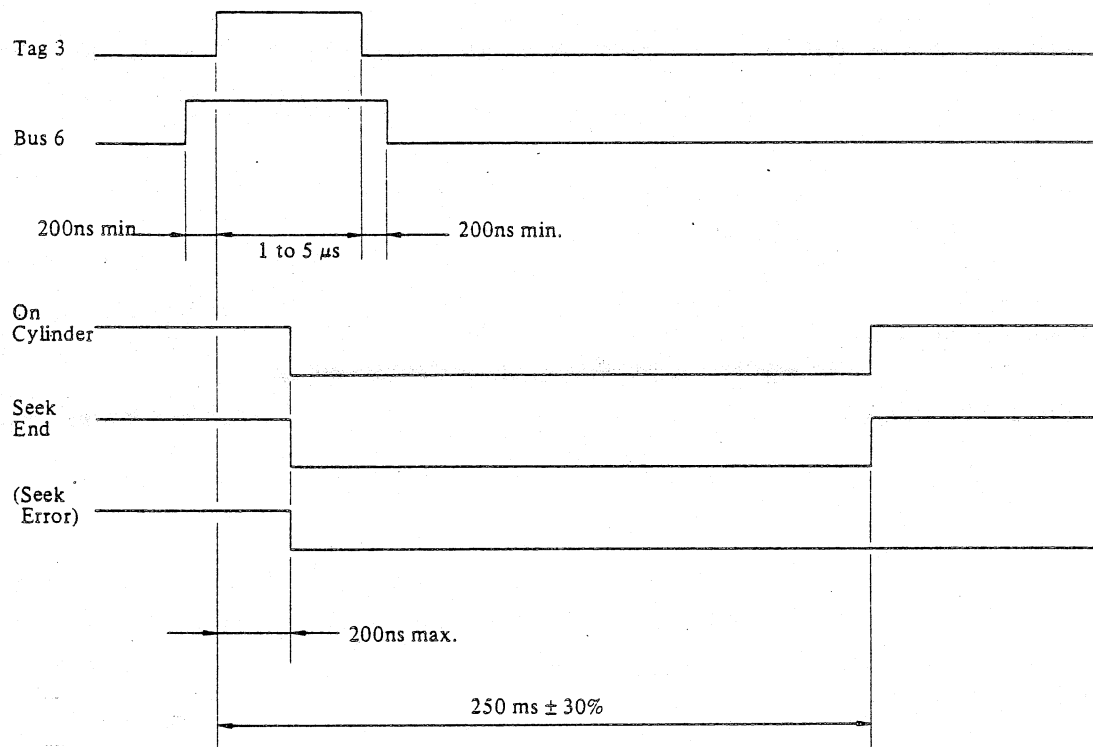 Tag 3
Bus 6
200ns min
1 to 5 μs
200ns min.
On
Cylinder
Seek
End
(Seek
Error)
200ns max.
250 ms ± 30%